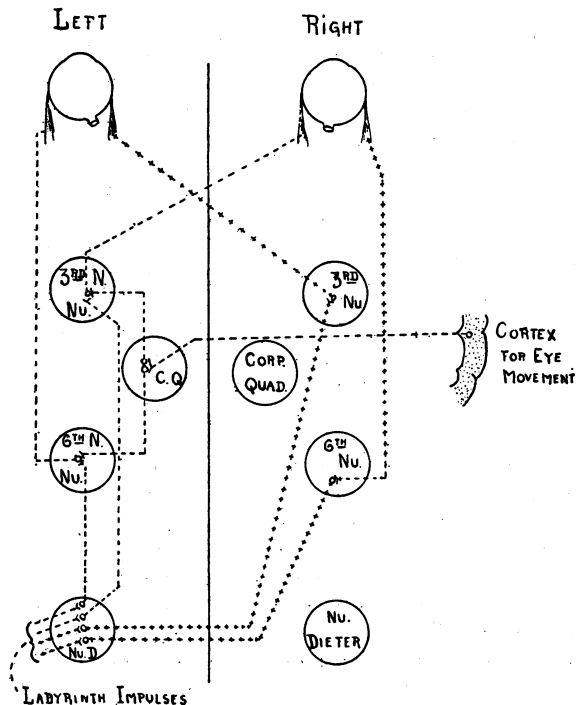 LEFT
RIGHT
3RD N.
Nu.
3RD
Nu
C.Q.
CORP.
QUAD.
CORTEX
FOR EYE
MOVEMENT
6TH N.
Nu.
6TH
Nu.
Nu.D
Nu.
DIETER
LABYRINTH IMPULSES